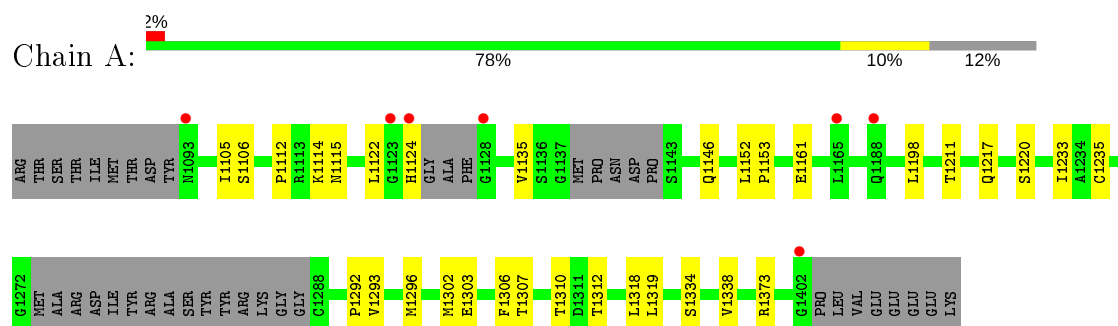 2%
Chain A:
78% 10% 12%
ARG THR SER THR ILE MET THR ASP TYR N1093 I1105 S1106 P1112 R1113 K1114 N1115 L1122 G1123 H1124 GLY ALA PHE G1128 V1135 S1136 G1137 MET PRO ASN ASP PRO S1143 Q1146 L1152 P1153 E1161 L1165 Q1188 L1198 T1211 Q1217 S1220 I1233 A1234 C1235
G1272 MET ALA ARG ASP ILE TYR ARG ALA SER TYR TYR ARG LYS GLY GLY C1288 P1292 V1293 M1296 M1302 E1303 F1306 T1307 T1310 D1311 T1312 L1318 L1319 S1334 V1338 R1373 G1402 PRO LEU VAL GLU GLU GLU GLU LYS